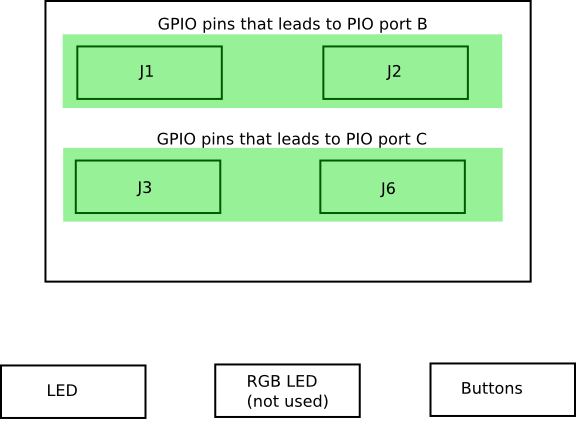 GPIO pins that leads to PIO port B
J1
J2
GPIO pins that leads to PIO port C
J3
J6
LED
RGB LED
(not used)
Buttons